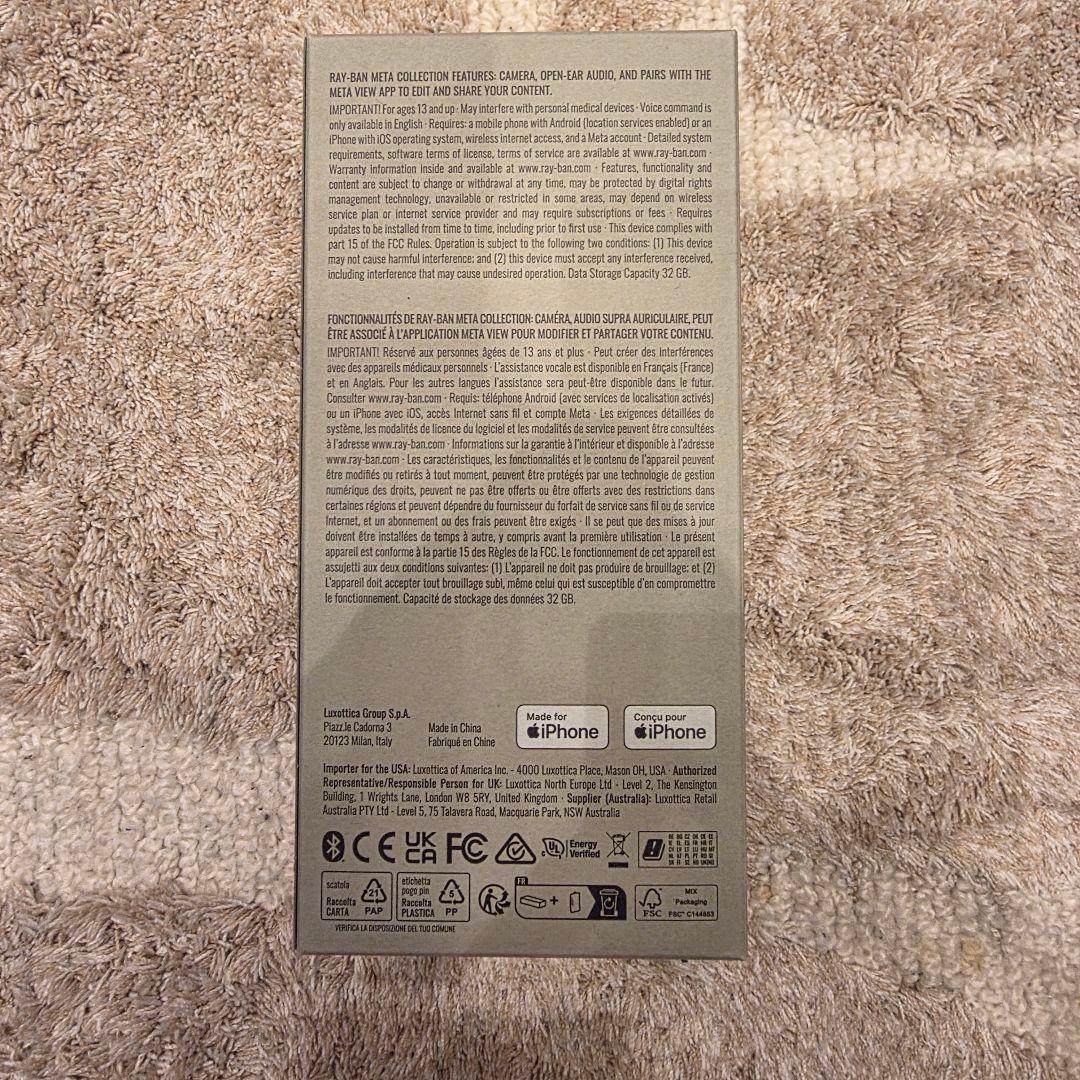 RAY-BAN META COLLECTION FEATURES: CAMERA, OPEN-EAR AUDIO, AND PAIRS WITH THE
META VIEW APP TO EDIT AND SHARE YOUR CONTENT.
IMPORTANT! For ages 13 and up · May interfere with personal medical devices · Voice command is
only available in English · Requires: a mobile phone with Android (location services enabled) or an
iPhone with iOS operating system, wireless internet access, and a Meta account · Detailed system
requirements, software terms of license, terms of service are available at www.ray-ban.com ·
Warranty information inside and available at www.ray-ban.com · Features, functionality and
content are subject to change or withdrawal at any time, may be protected by digital rights
management technology, unavailable or restricted in some areas, may depend on wireless
service plan or internet service provider and may require subscriptions or fees · Requires
updates to be installed from time to time, including prior to first use · This device complies with
part 15 of the FCC Rules. Operation is subject to the following two conditions: (1) This device
may not cause harmful interference; and (2) this device must accept any interference received,
including interference that may cause undesired operation. Data Storage Capacity 32 GB.
FONCTIONNALITÉS DE RAY-BAN META COLLECTION: CAMÉRA, AUDIO SUPRA AURICULAIRE, PEUT
ÊTRE ASSOCIÉ À L'APPLICATION META VIEW POUR MODIFIER ET PARTAGER VOTRE CONTENU.
IMPORTANT! Réservé aux personnes âgées de 13 ans et plus · Peut créer des interférences
avec des appareils médicaux personnels · L'assistance vocale est disponible en Français (France)
et en Anglais. Pour les autres langues l'assistance sera peut-être disponible dans le futur.
Consulter www.ray-ban.com · Requis: téléphone Android (avec services de localisation activés)
ou un iPhone avec iOS, accès Internet sans fil et compte Meta · Les exigences détaillées de
système, les modalités de licence du logiciel et les modalités de service peuvent être consultées
à l'adresse www.ray-ban.com · Informations sur la garantie à l'intérieur et disponible à l'adresse
www.ray-ban.com · Les caractéristiques, les fonctionnalités et le contenu de l'appareil peuvent
être modifiés ou retirés à tout moment, peuvent être protégés par une technologie de gestion
numérique des droits, peuvent ne pas être offerts ou être offerts avec des restrictions dans
certaines régions et peuvent dépendre du fournisseur du forfait de service sans fil ou de service
Internet, et un abonnement ou des frais peuvent être exigés · Il se peut que des mises à jour
doivent être installées de temps à autre, y compris avant la première utilisation · Le présent
appareil est conforme à la partie 15 des Règles de la FCC. Le fonctionnement de cet appareil est
assujetti aux deux conditions suivantes: (1) L'appareil ne doit pas produire de brouillage; et (2)
L'appareil doit accepter tout brouillage subi, même celui qui est susceptible d'en compromettre
le fonctionnement. Capacité de stockage des données 32 GB.
Luxottica Group S.p.A.
Piazz.le Cadorna 3
20123 Milan, Italy
Made in China
Fabriqué en Chine
Made for
iPhone
Conçu pour
iPhone
Importer for the USA: Luxottica of America Inc. - 4000 Luxottica Place, Mason OH, USA · Authorized
Representative/Responsible Person for UK: Luxottica North Europe Ltd - Level 2, The Kensington
Building, 1 Wrights Lane, London W8 5RY, United Kingdom · Supplier (Australia): Luxottica Retail
Australia PTY Ltd - Level 5, 75 Talavera Road, Macquarie Park, NSW Australia
CE UK CA FC
c UL us Energy Verified
scatola
Raccolta
CARTA
21
PAP
etichetta
pogo pin
Raccolta
PLASTICA
5
PP
FR
+
FSC
MIX
Packaging
FSC® C144853
VERIFICA LA DISPOSIZIONE DEL TUO COMUNE